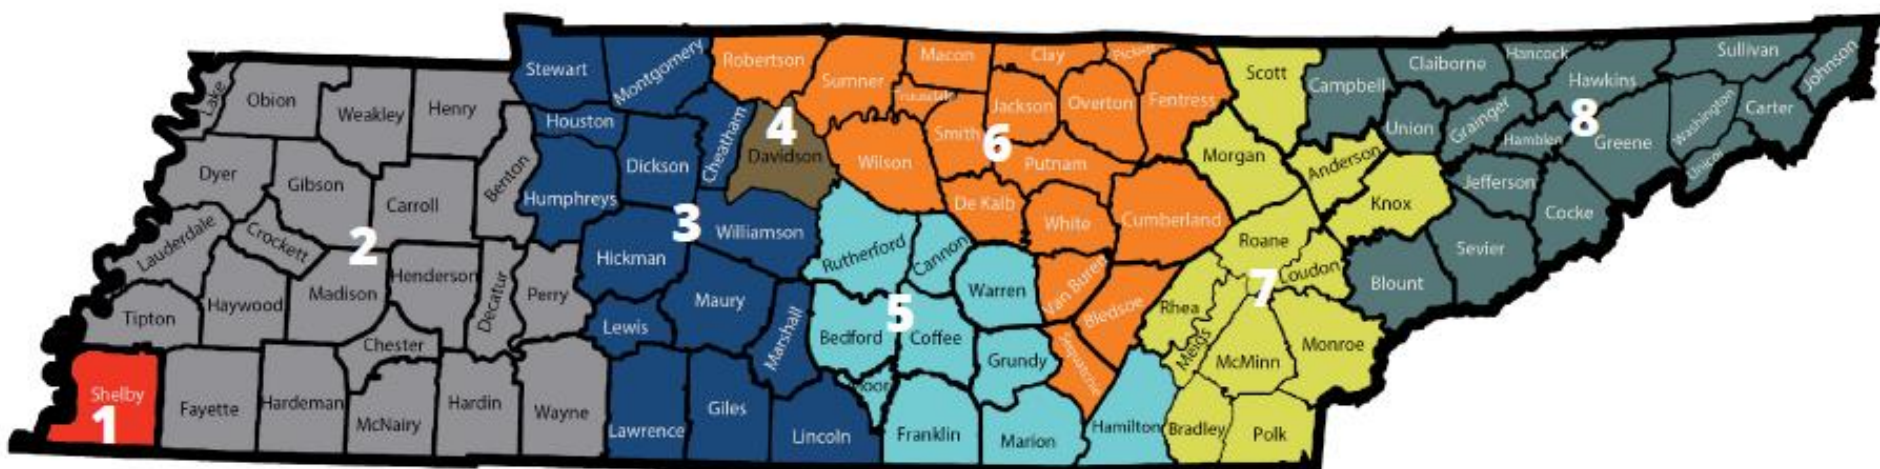 Lake
Obion
Weakley
Henry
Dyer
Gibson
Carroll
Benton
Lauderdale
Crockett
2
Haywood
Madison
Henderson
Decatur
Perry
Tipton
Chester
Shelby
1
Fayette
Hardeman
McNairy
Hardin
Wayne
Stewart
Montgomery
Houston
Dickson
Cheatham
Humphreys
3
Williamson
Hickman
Maury
Lewis
Marshall
Lawrence
Giles
Lincoln
4
Davidson
Robertson
Sumner
Macon
Clay
Jackson
Overton
Fentress
Smith
6
Wilson
Putnam
De Kalb
White
Cumberland
Van Buren
Bledsoe
Rutherford
Cannon
Warren
5
Bedford
Coffee
Grundy
Franklin
Marion
Hamilton
Scott
Morgan
Anderson
Knox
Roane
Loudon
7
Rhea
Meigs
McMinn
Monroe
Bradley
Polk
Campbell
Claiborne
Hancock
Hawkins
Sullivan
Johnson
Union
Grainger
8
Hamblen
Greene
Washington
Carter
Jefferson
Cocke
Sevier
Blount